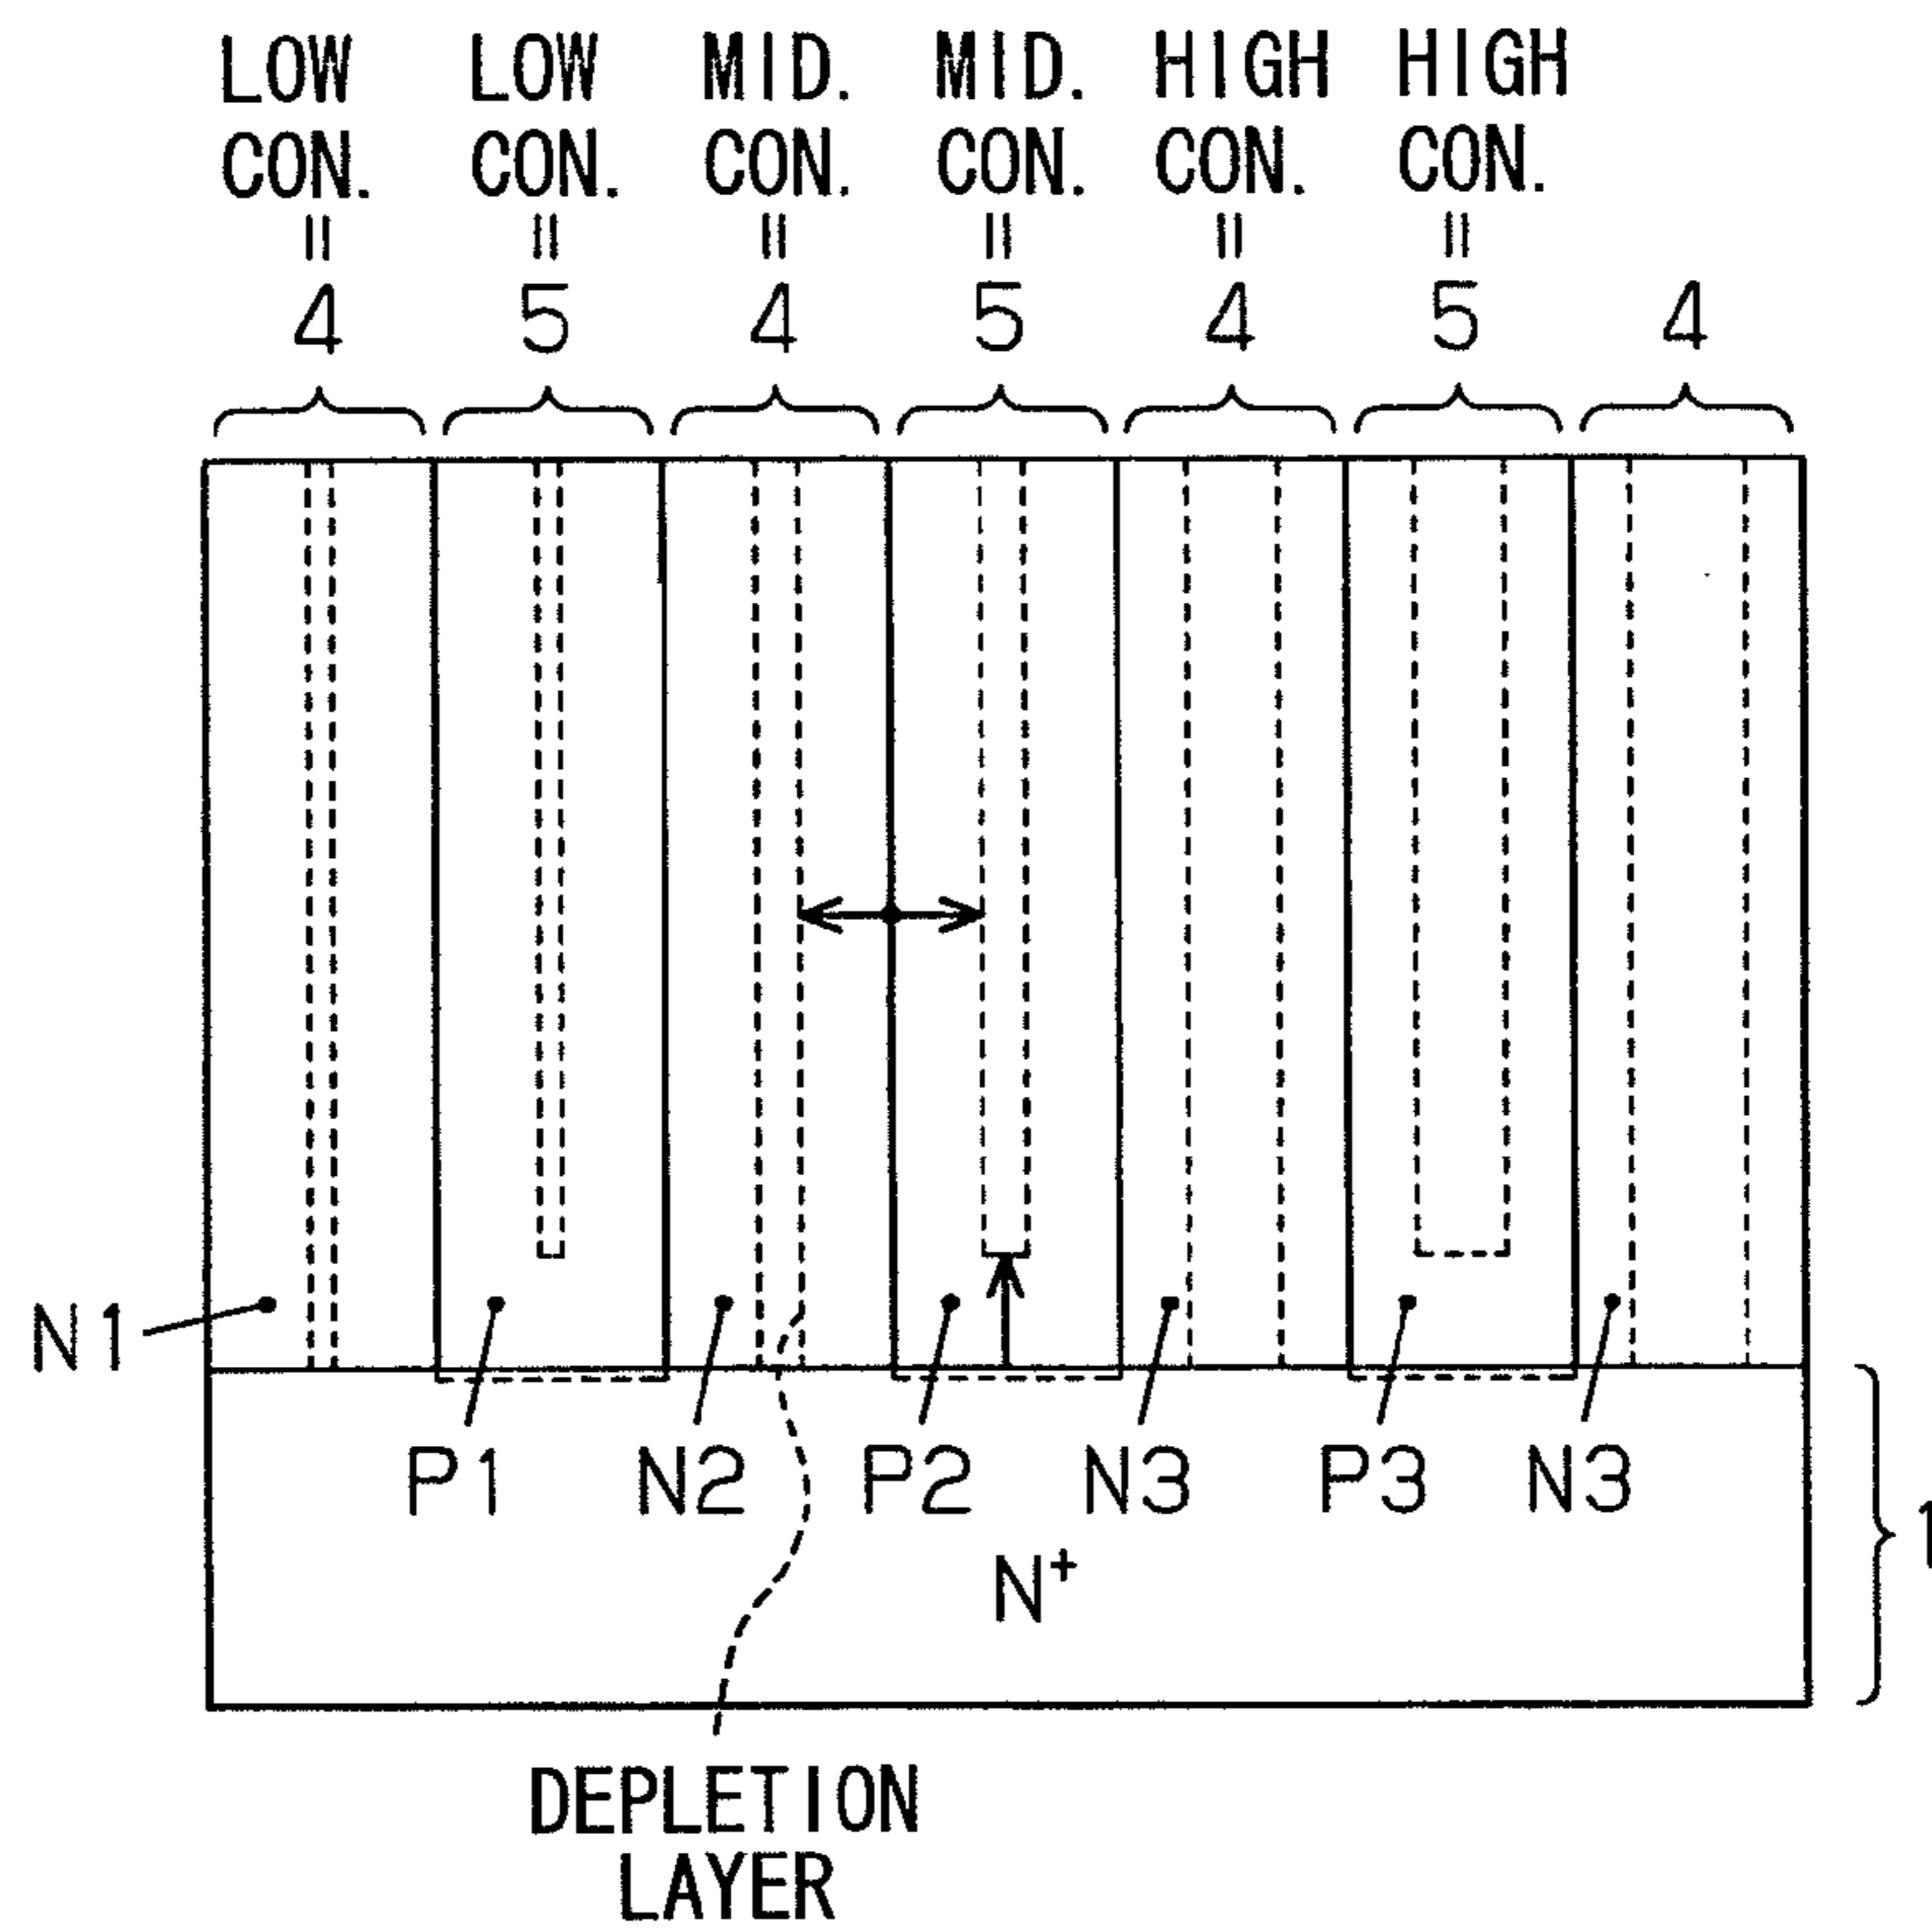 LOW LOW MID. MID. HIGH HIGH
CON. CON. CON. CON. CON. CON.
= = = = = =
4 5 4 5 4 5 4
N1
P1 N2 P2 N3 P3 N3
1
N+
DEPLETION
LAYER